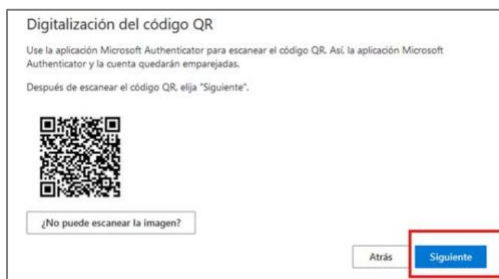 Digitalización del código QR
Use la aplicación Microsoft Authenticator para escanear el código QR. Así, la aplicación Microsoft
Authenticator y la cuenta quedarán emparejadas.
Después de escanear el código QR, elija "Siguiente".
¿No puede escanear la imagen?
Atrás
Siguiente